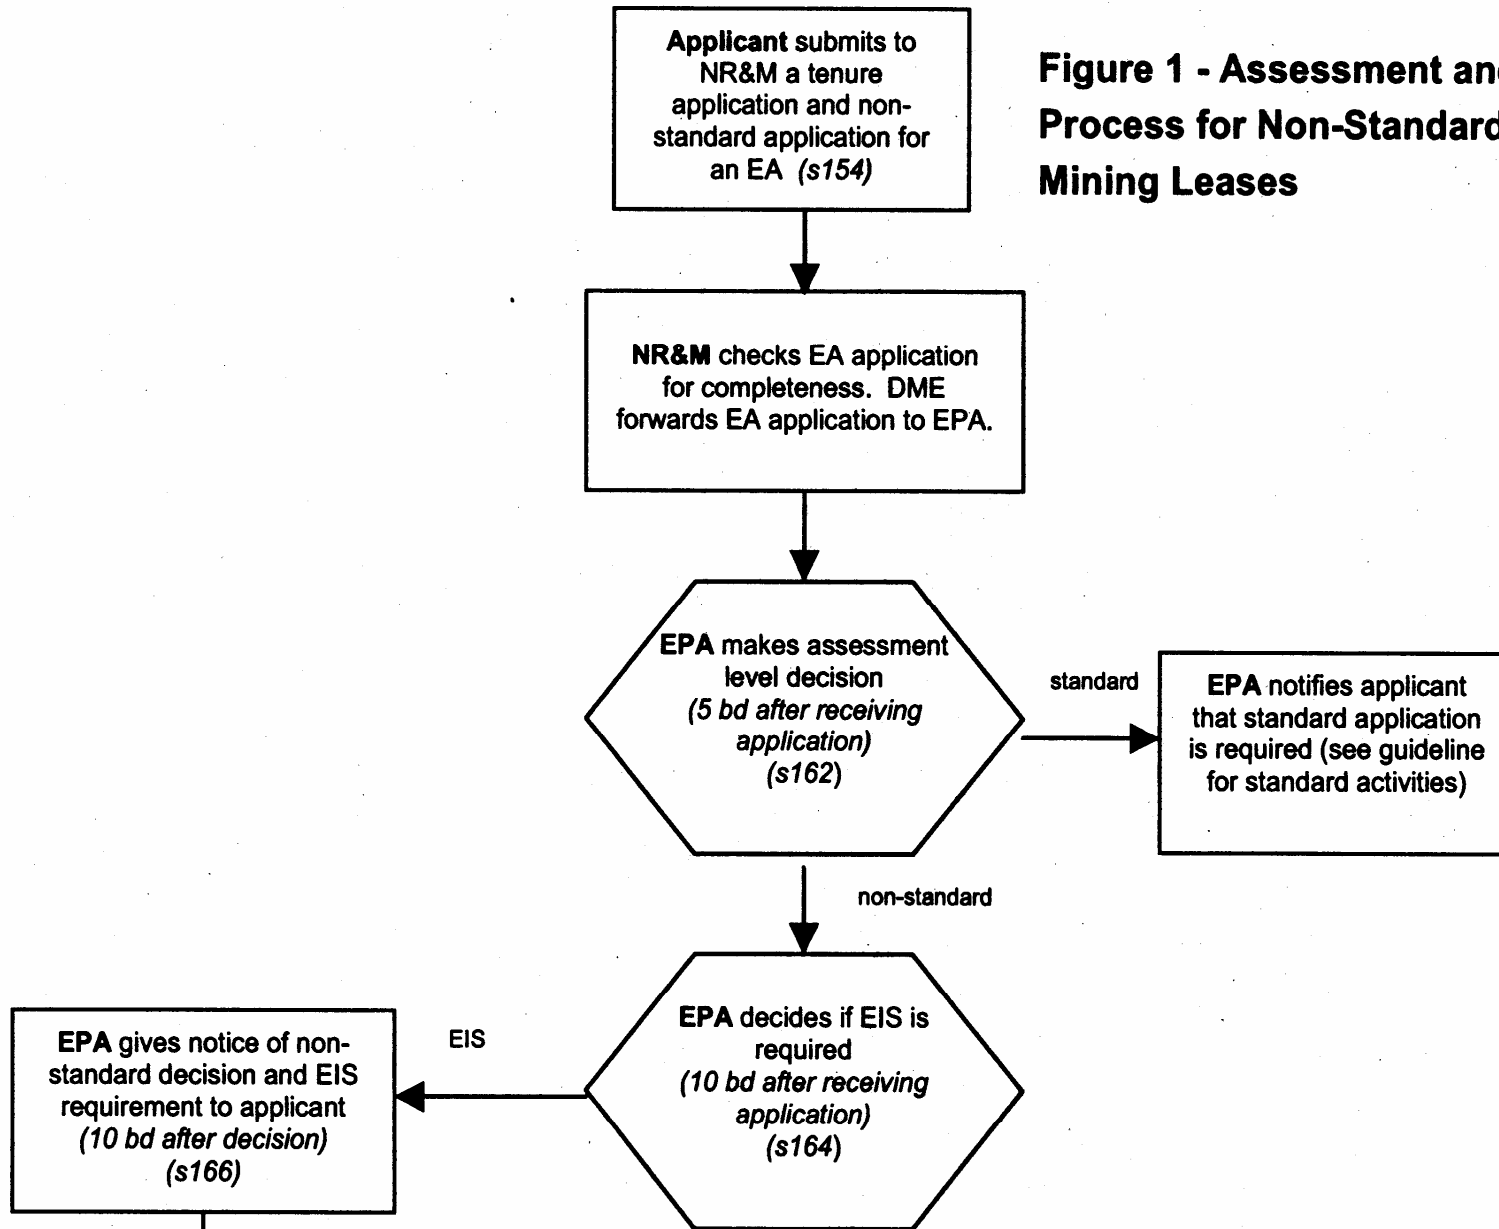 Applicant submits to
NR&M a tenure
application and non-
standard application for
an EA (s154)
Figure 1 - Assessment an
Process for Non-Standard
Mining Leases
NR&M checks EA application
for completeness. DME
forwards EA application to EPA.
EPA makes assessment
level decision
(5 bd after receiving
application)
(s162)
standard
EPA notifies applicant
that standard application
is required (see guideline
for standard activities)
non-standard
EPA decides if EIS is
required
(10 bd after receiving
application)
(s164)
EIS
EPA gives notice of non-
standard decision and EIS
requirement to applicant
(10 bd after decision)
(s166)